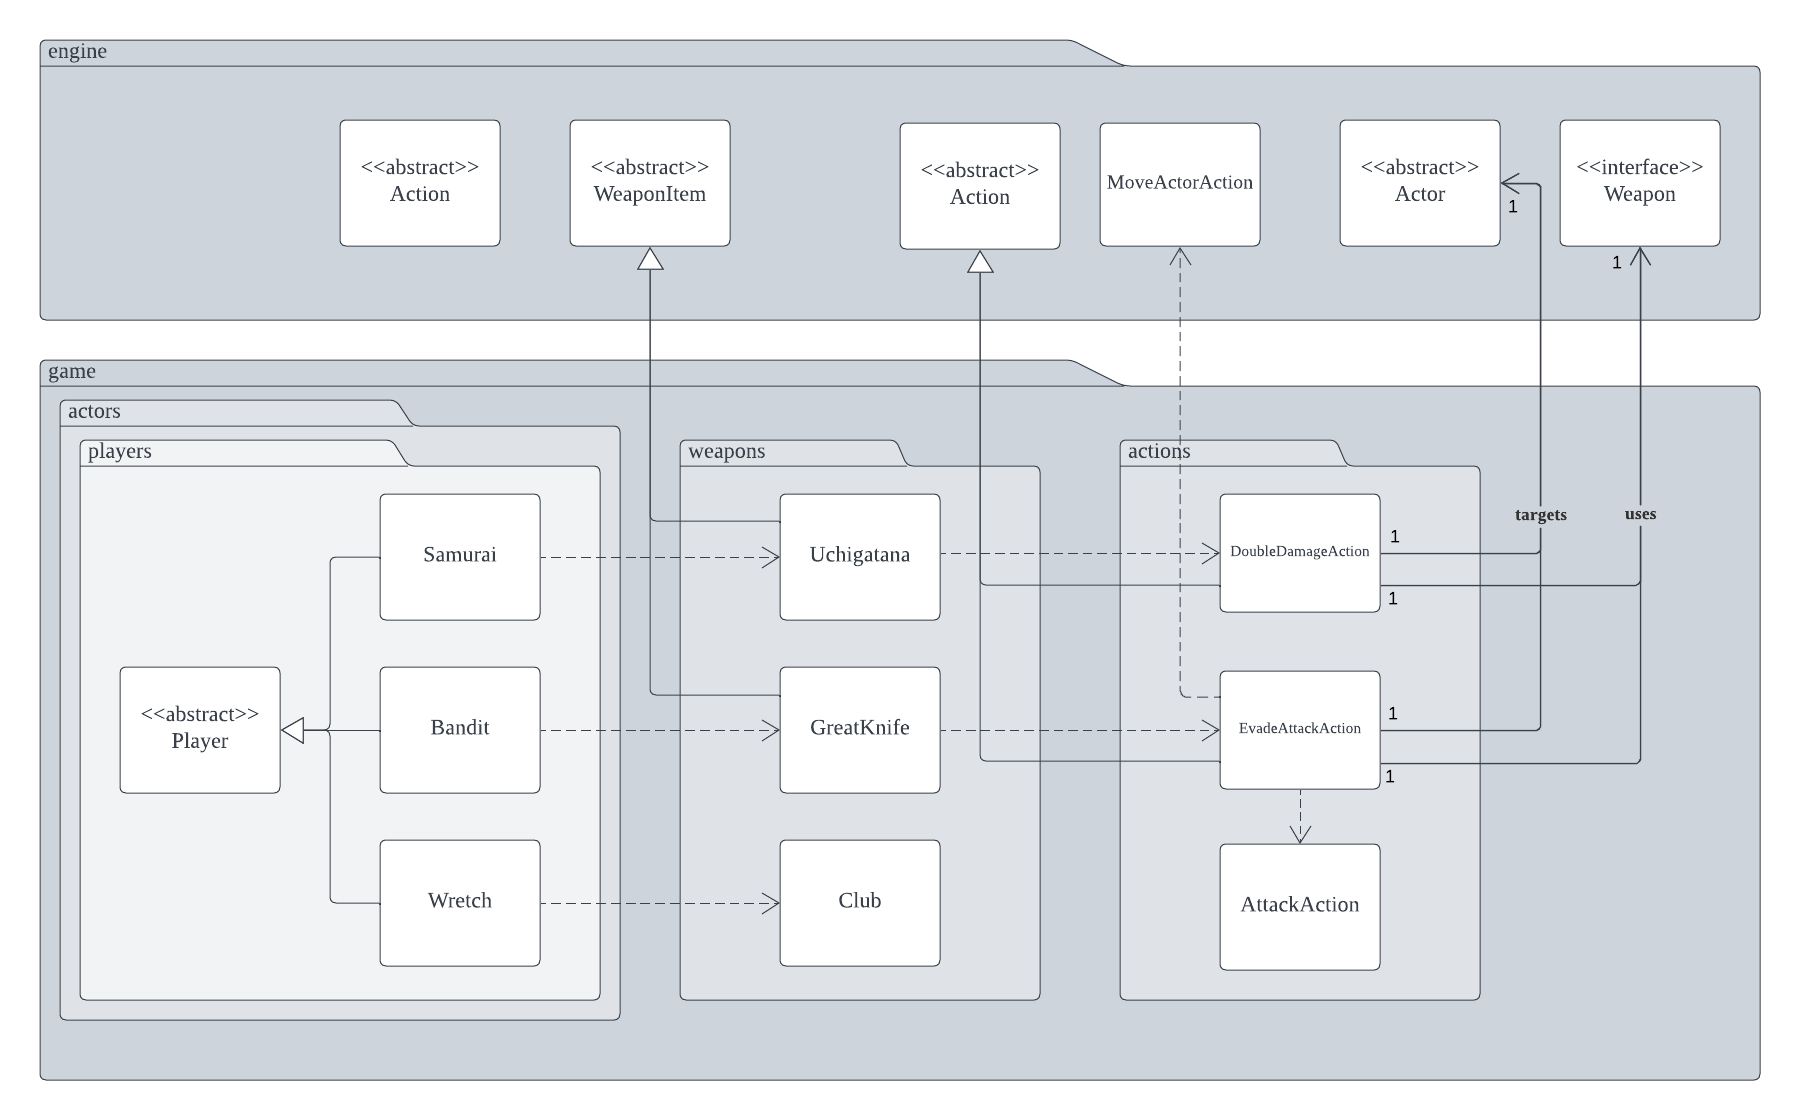 engine
<<abstract>>
Action
<<abstract>>
WeaponItem
<<abstract>>
Action
MoveActorAction
<<abstract>>
Actor
<<interface>>
Weapon
1
1
game
actors
players
weapons
actions
Samurai
Uchigatana
DoubleDamageAction
1
1
targets
uses
<<abstract>>
Player
Bandit
GreatKnife
EvadeAttackAction
1
1
Wretch
Club
AttackAction